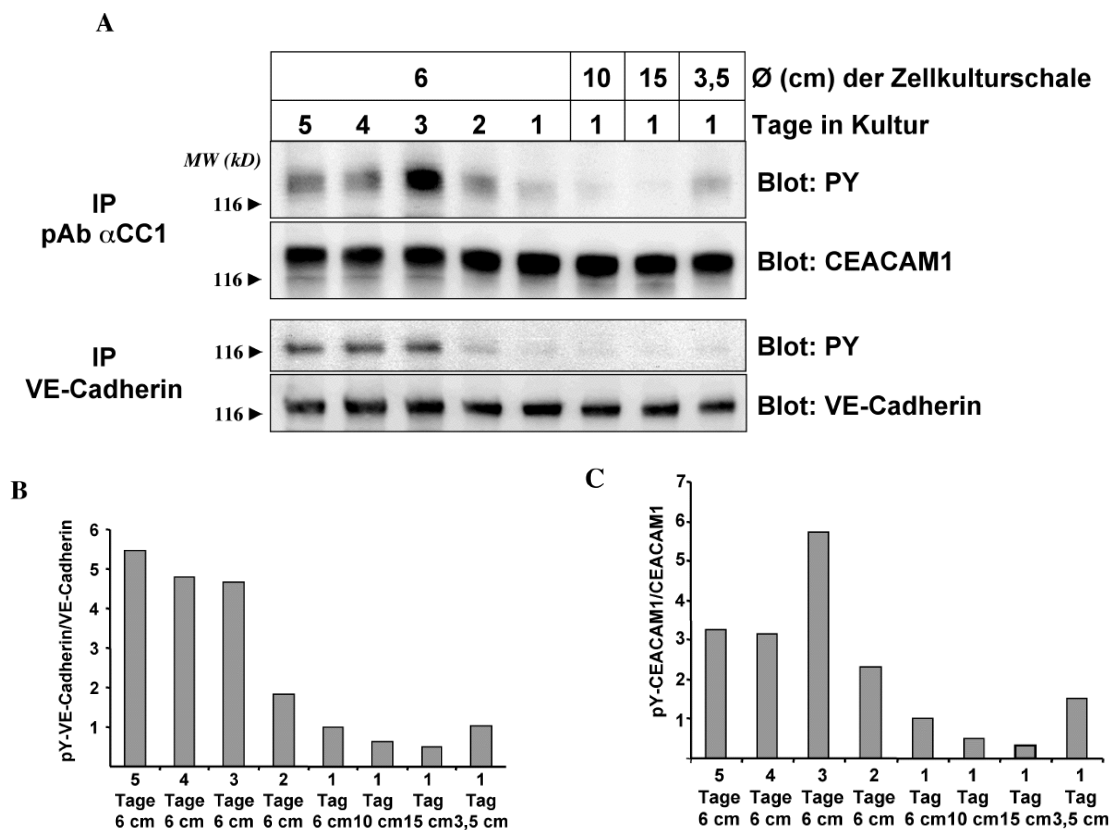 A
6 10 15 3,5 Ø (cm) der Zellkulturschale
5 4 3 2 1 1 1 1 Tage in Kultur
MW (kD)
IP
pAb αCC1
116 ►
Blot: PY
116 ►
Blot: CEACAM1
IP
VE-Cadherin
116 ►
Blot: PY
116 ►
Blot: VE-Cadherin
B
pY-VE-Cadherin/VE-Cadherin
6
5
4
3
2
1
5 4 3 2 1 1 1 1
Tage Tage Tage Tage Tag Tag Tag Tag
6 cm 6 cm 6 cm 6 cm 6 cm 10 cm 15 cm 3,5 cm
C
pY-CEACAM1/CEACAM1
7
6
5
4
3
2
1
5 4 3 2 1 1 1 1
Tage Tage Tage Tage Tag Tag Tag Tag
6 cm 6 cm 6 cm 6 cm 6 cm 10 cm 15 cm 3,5 cm